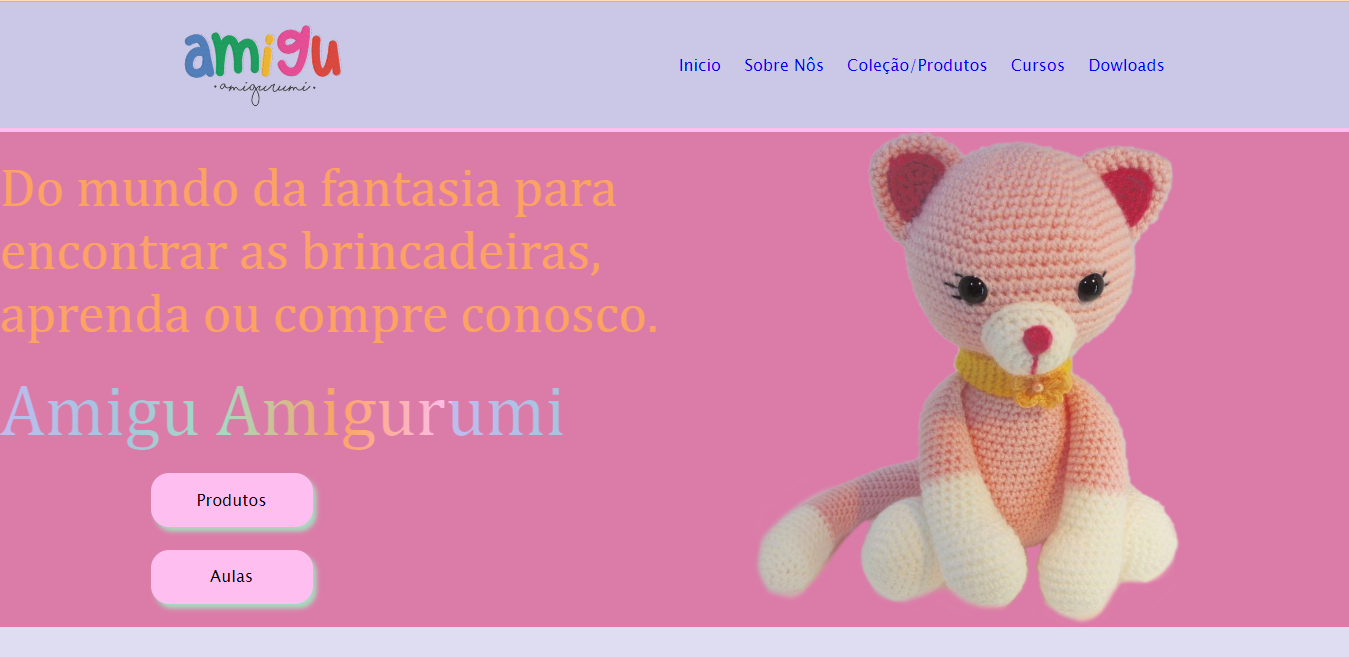 amigu
·amigurumi·
Inicio Sobre Nôs Coleção/Produtos Cursos Dowloads
Do mundo da fantasia para
encontrar as brincadeiras,
aprenda ou compre conosco.
Amigu Amigurumi
Produtos
Aulas